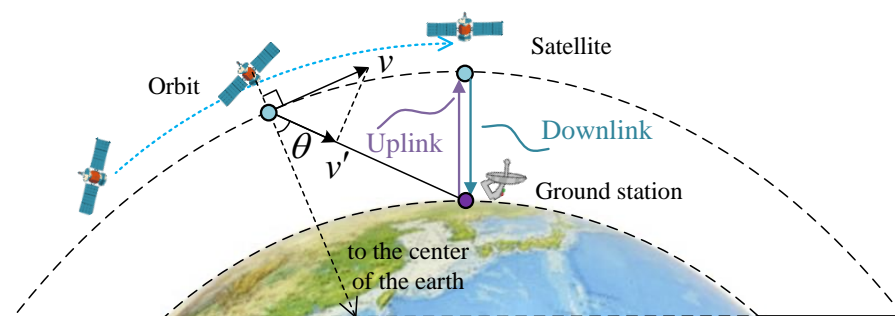 Satellite
v
Orbit
Uplink
Downlink
θ
v'
Ground station
to the center
of the earth